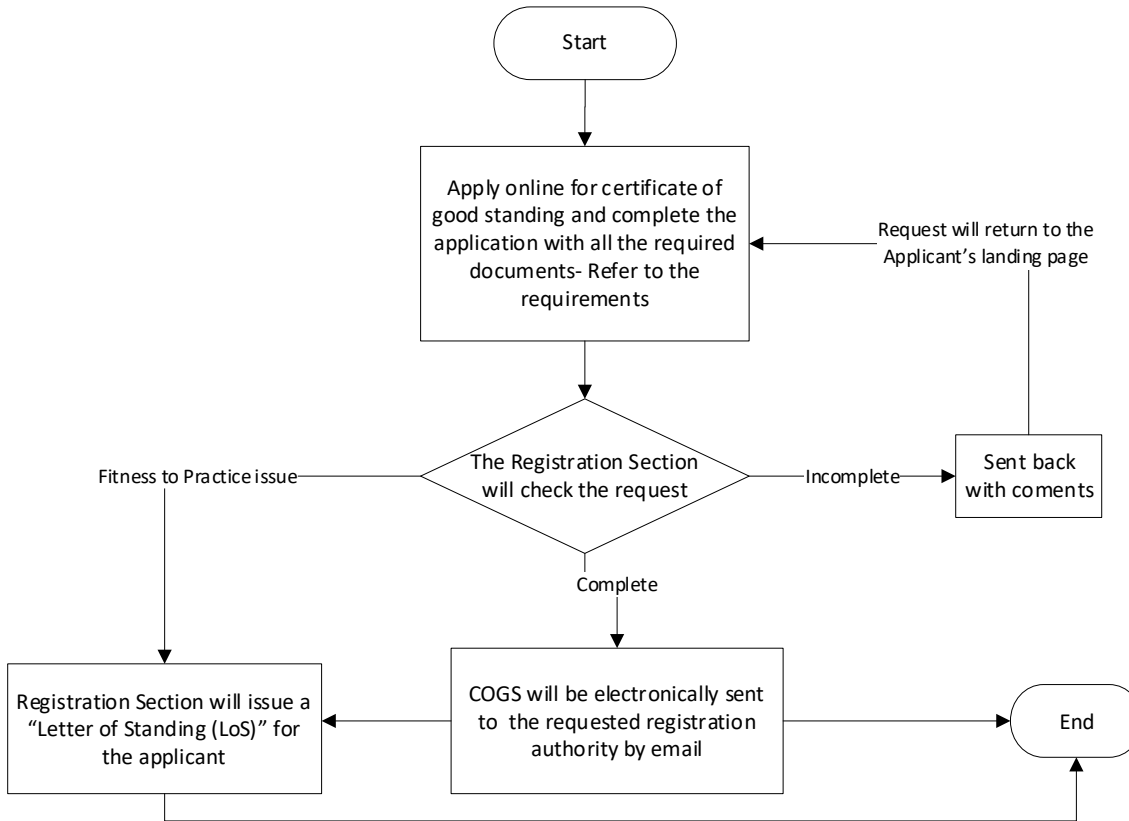 Start
Apply online for certificate of
good standing and complete the
application with all the required
documents- Refer to the
requirements
Request will return to the
Applicant’s landing page
Fitness to Practice issue
The Registration Section
will check the request
Incomplete
Sent back
with coments
Complete
Registration Section will issue a
“Letter of Standing (LoS)” for
the applicant
COGS will be electronically sent
to the requested registration
authority by email
End